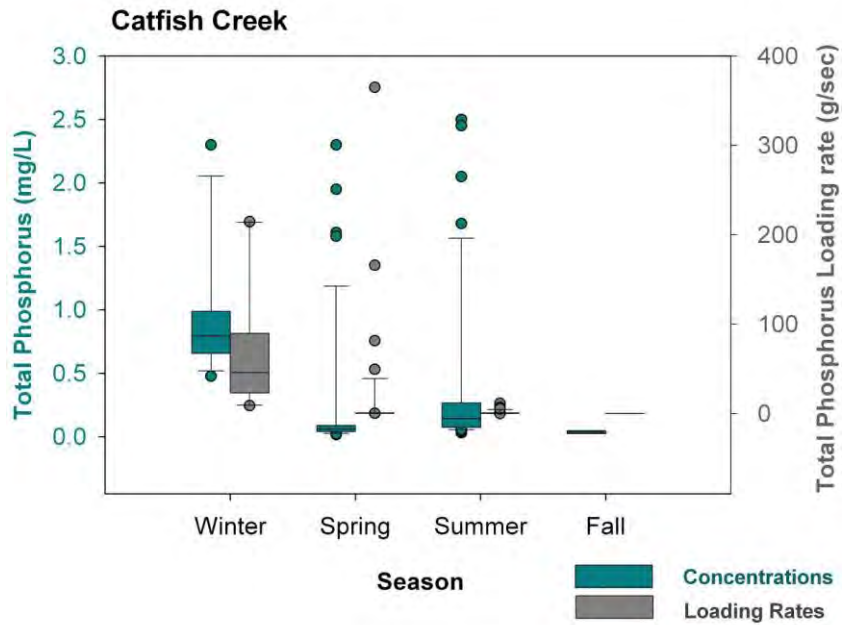 Catfish Creek
Total Phosphorus (mg/L)
3.0
2.5
2.0
1.5
1.0
0.5
0.0
400
300
200
100
0
Total Phosphorus Loading rate (g/sec)
Winter
Spring
Summer
Fall
Season
Concentrations
Loading Rates